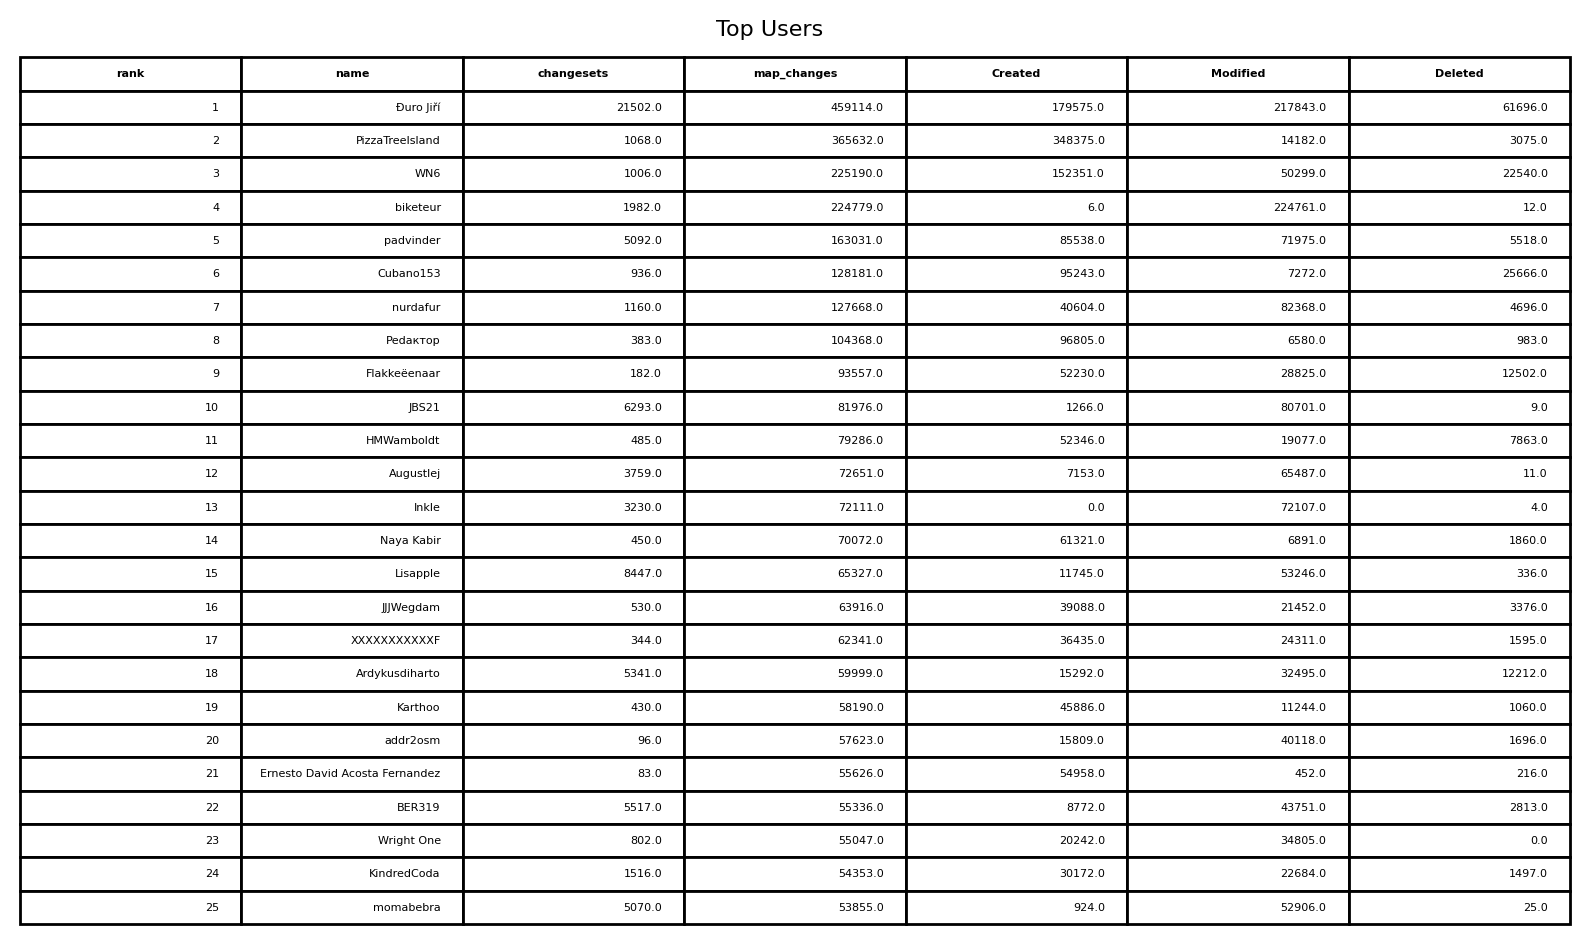 Top Users
rank name changesets map_changes Created Modified Deleted
1 Đuro Jiří 21502.0 459114.0 179575.0 217843.0 61696.0
2 PizzaTreeIsland 1068.0 365632.0 348375.0 14182.0 3075.0
3 WN6 1006.0 225190.0 152351.0 50299.0 22540.0
4 biketeur 1982.0 224779.0 6.0 224761.0 12.0
5 padvinder 5092.0 163031.0 85538.0 71975.0 5518.0
6 Cubano153 936.0 128181.0 95243.0 7272.0 25666.0
7 nurdafur 1160.0 127668.0 40604.0 82368.0 4696.0
8 Pedaктop 383.0 104368.0 96805.0 6580.0 983.0
9 Flakkeëenaar 182.0 93557.0 52230.0 28825.0 12502.0
10 JBS21 6293.0 81976.0 1266.0 80701.0 9.0
11 HMWamboldt 485.0 79286.0 52346.0 19077.0 7863.0
12 Augustlej 3759.0 72651.0 7153.0 65487.0 11.0
13 Inkle 3230.0 72111.0 0.0 72107.0 4.0
14 Naya Kabir 450.0 70072.0 61321.0 6891.0 1860.0
15 Lisapple 8447.0 65327.0 11745.0 53246.0 336.0
16 JJJWegdam 530.0 63916.0 39088.0 21452.0 3376.0
17 XXXXXXXXXXXF 344.0 62341.0 36435.0 24311.0 1595.0
18 Ardykusdiharto 5341.0 59999.0 15292.0 32495.0 12212.0
19 Karthoo 430.0 58190.0 45886.0 11244.0 1060.0
20 addr2osm 96.0 57623.0 15809.0 40118.0 1696.0
21 Ernesto David Acosta Fernandez 83.0 55626.0 54958.0 452.0 216.0
22 BER319 5517.0 55336.0 8772.0 43751.0 2813.0
23 Wright One 802.0 55047.0 20242.0 34805.0 0.0
24 KindredCoda 1516.0 54353.0 30172.0 22684.0 1497.0
25 momabebra 5070.0 53855.0 924.0 52906.0 25.0